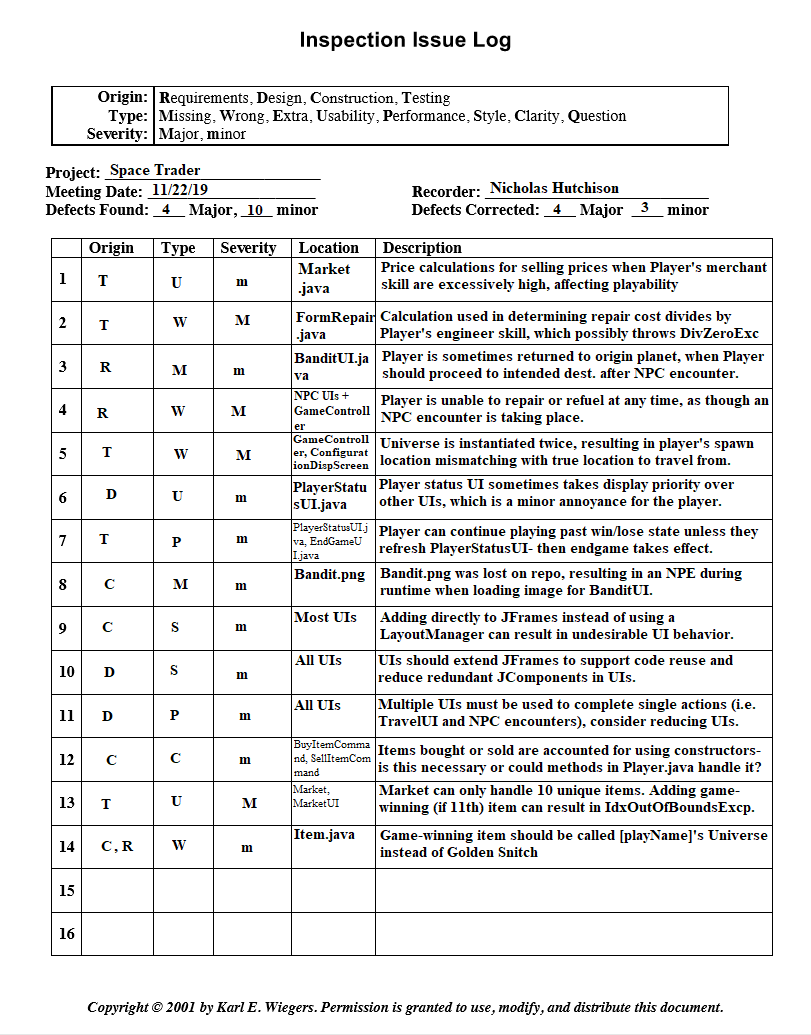 Inspection Issue Log
Origin: Requirements, Design, Construction, Testing
Type: Missing, Wrong, Extra, Usability, Performance, Style, Clarity, Question
Severity: Major, minor
Project: Space Trader
Meeting Date: 11/22/19 Recorder: Nicholas Hutchison
Defects Found: 4 Major, 10 minor Defects Corrected: 4 Major 3 minor
Origin Type Severity Location Description
1 T U m Market
.java
Price calculations for selling prices when Player's merchant
skill are excessively high, affecting playability
2 T W M FormRepair
.java
Calculation used in determining repair cost divides by
Player's engineer skill, which possibly throws DivZeroExc
3 R M m BanditUI.ja
va
Player is sometimes returned to origin planet, when Player
should proceed to intended dest. after NPC encounter.
4 R W M NPC UIs +
GameControll
er
Player is unable to repair or refuel at any time, as though an
NPC encounter is taking place.
5 T W M GameControll
er, Configurat
ionDispScreen
Universe is instantiated twice, resulting in player's spawn
location mismatching with true location to travel from.
6 D U m PlayerStatu
sUI.java
Player status UI sometimes takes display priority over
other UIs, which is a minor annoyance for the player.
7 T P m PlayerStatusUI.j
va, EndGameU
I.java
Player can continue playing past win/lose state unless they
refresh PlayerStatusUI- then endgame takes effect.
8 C M m Bandit.png
Bandit.png was lost on repo, resulting in an NPE during
runtime when loading image for BanditUI.
9 C S m Most UIs
Adding directly to JFrames instead of using a
LayoutManager can result in undesirable UI behavior.
10 D S m All UIs
UIs should extend JFrames to support code reuse and
reduce redundant JComponents in UIs.
11 D P m All UIs
Multiple UIs must be used to complete single actions (i.e.
TravelUI and NPC encounters), consider reducing UIs.
12 C C m BuyItemComma
nd, SellItemCom
mand
Items bought or sold are accounted for using constructors-
is this necessary or could methods in Player.java handle it?
13 T U M Market,
MarketUI
Market can only handle 10 unique items. Adding game-
winning (if 11th) item can result in IdxOutOfBoundsExcp.
14 C, R W m Item.java
Game-winning item should be called [playName]'s Universe
instead of Golden Snitch
15
16
Copyright © 2001 by Karl E. Wiegers. Permission is granted to use, modify, and distribute this document.